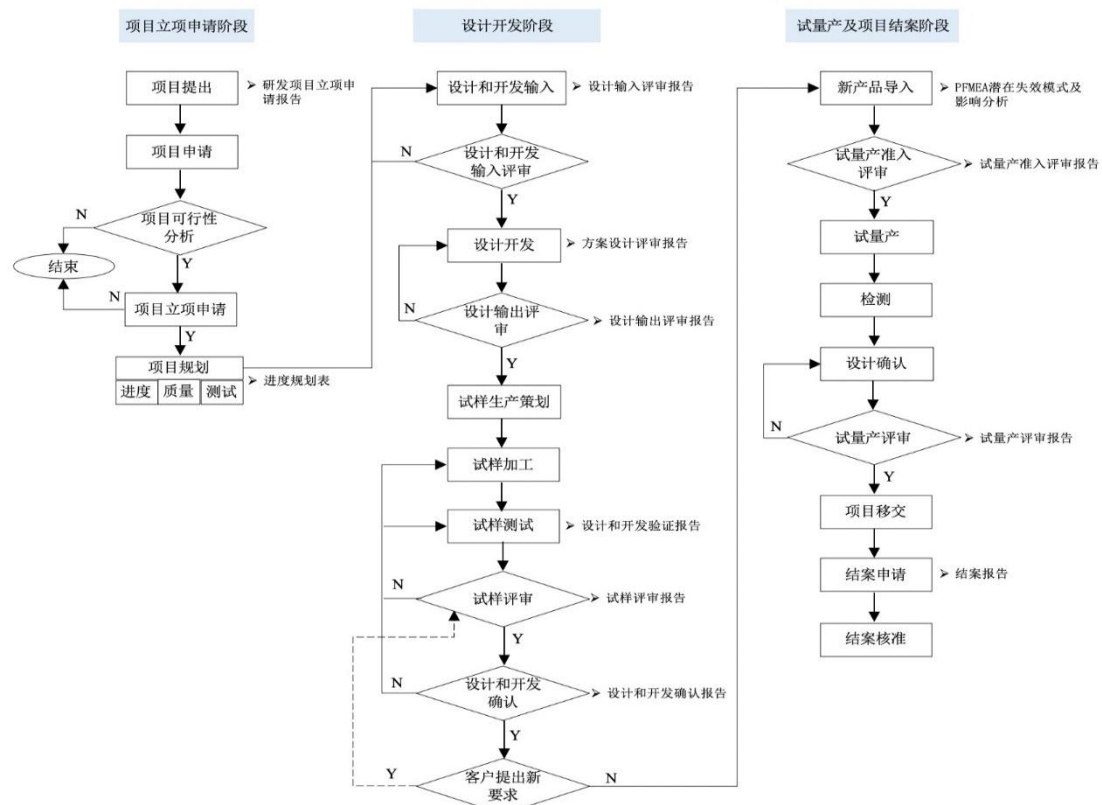 项目立项申请阶段
项目提出
研发项目立项申
请报告
项目申请
N
项目可行性
分析
结束
Y
N
项目立项申请
Y
项目规划
进度
质量
测试
进度规划表
设计开发阶段
设计和开发输入
设计输入评审报告
N
设计和开发
输入评审
Y
设计开发
方案设计评审报告
N
设计输出评
审
设计输出评审报告
Y
试样生产策划
试样加工
试样测试
设计和开发验证报告
N
试样评审
试样评审报告
Y
N
设计和开发
确认
设计和开发确认报告
Y
Y
客户提出新
要求
N
试量产及项目结案阶段
新产品导入
PFMEA潜在失效模式及
影响分析
试量产准入
评审
试量产准入评审报告
Y
试量产
检测
设计确认
N
试量产评审
试量产评审报告
Y
项目移交
结案申请
结案报告
结案核准